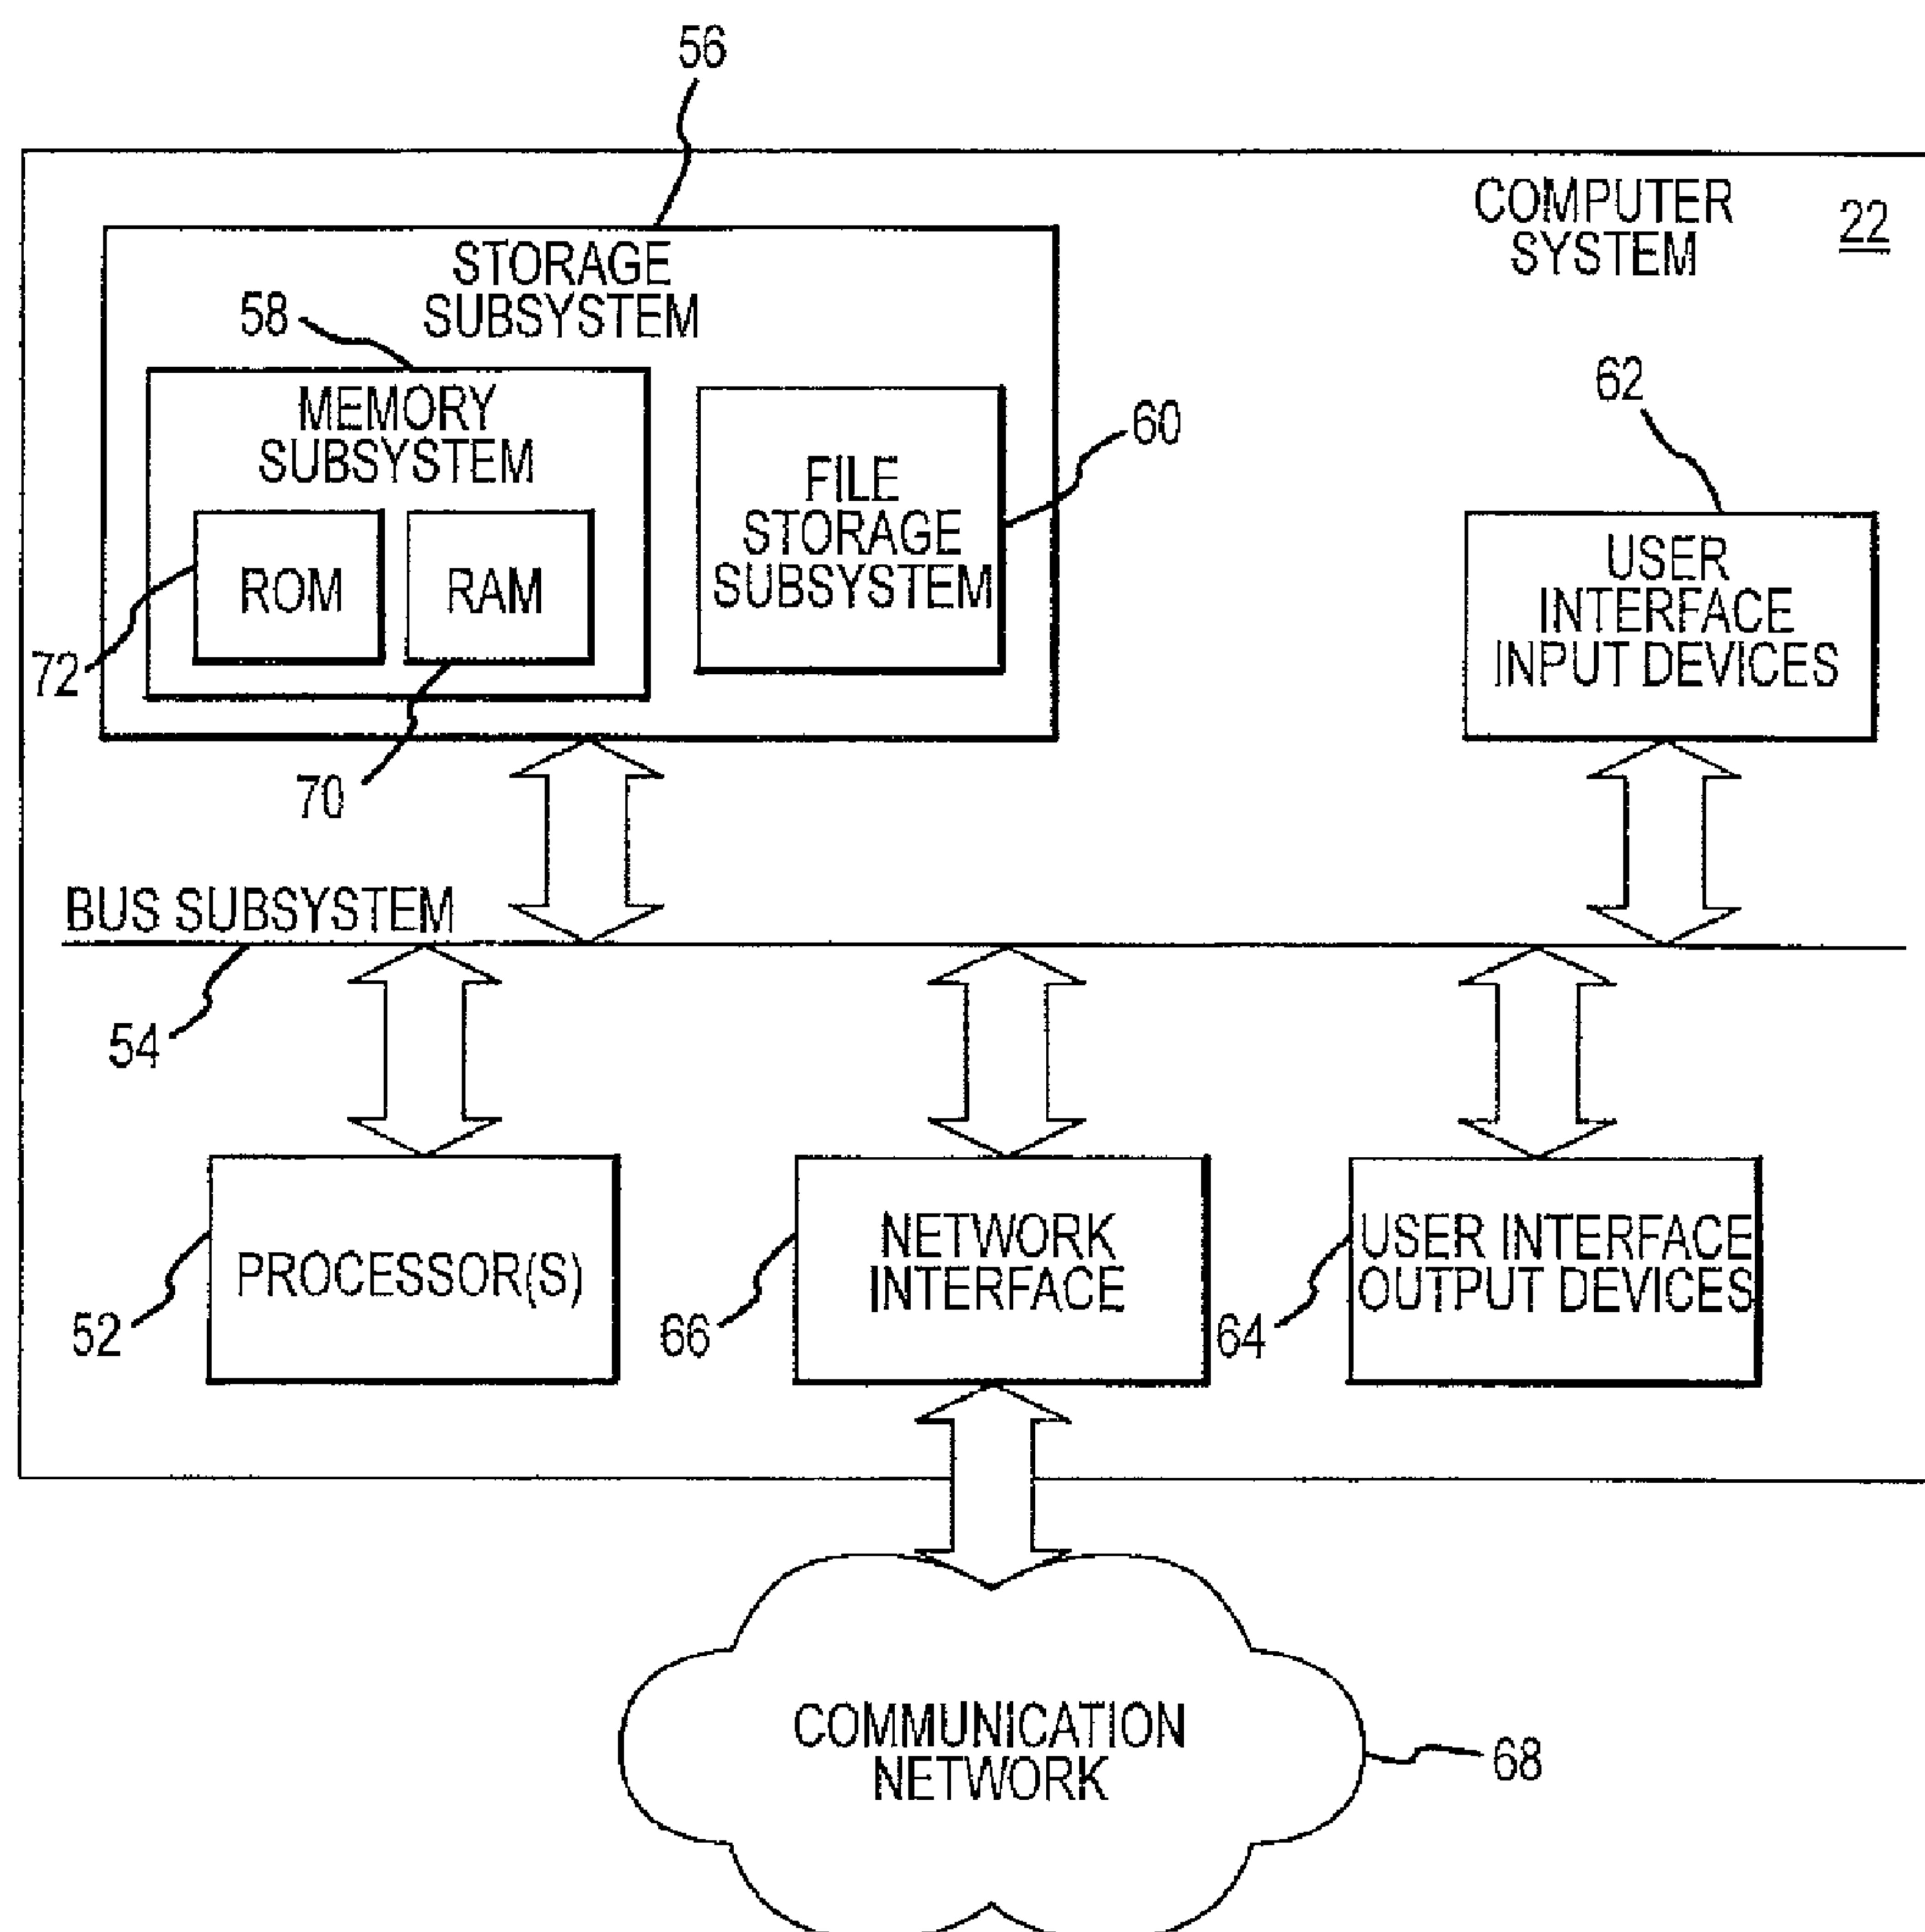 56
COMPUTER
SYSTEM
22
STORAGE
SUBSYSTEM
58
MEMORY
SUBSYSTEM
62
60
FILE
STORAGE
SUBSYSTEM
ROM
RAM
USER
INTERFACE
INPUT DEVICES
72
70
BUS SUBSYSTEM
54
PROCESSOR(S)
NETWORK
INTERFACE
USER INTERFACE
OUTPUT DEVICES
52
66
64
COMMUNICATION
NETWORK
68